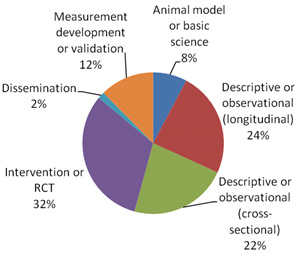 Measurement
development
or validation
12%
Animal model
or basic
science
8%
Dissemination
2%
Descriptive or
observational
(longitudinal)
24%
Intervention or
RCT
32%
Descriptive or
observational
(cross-
sectional)
22%